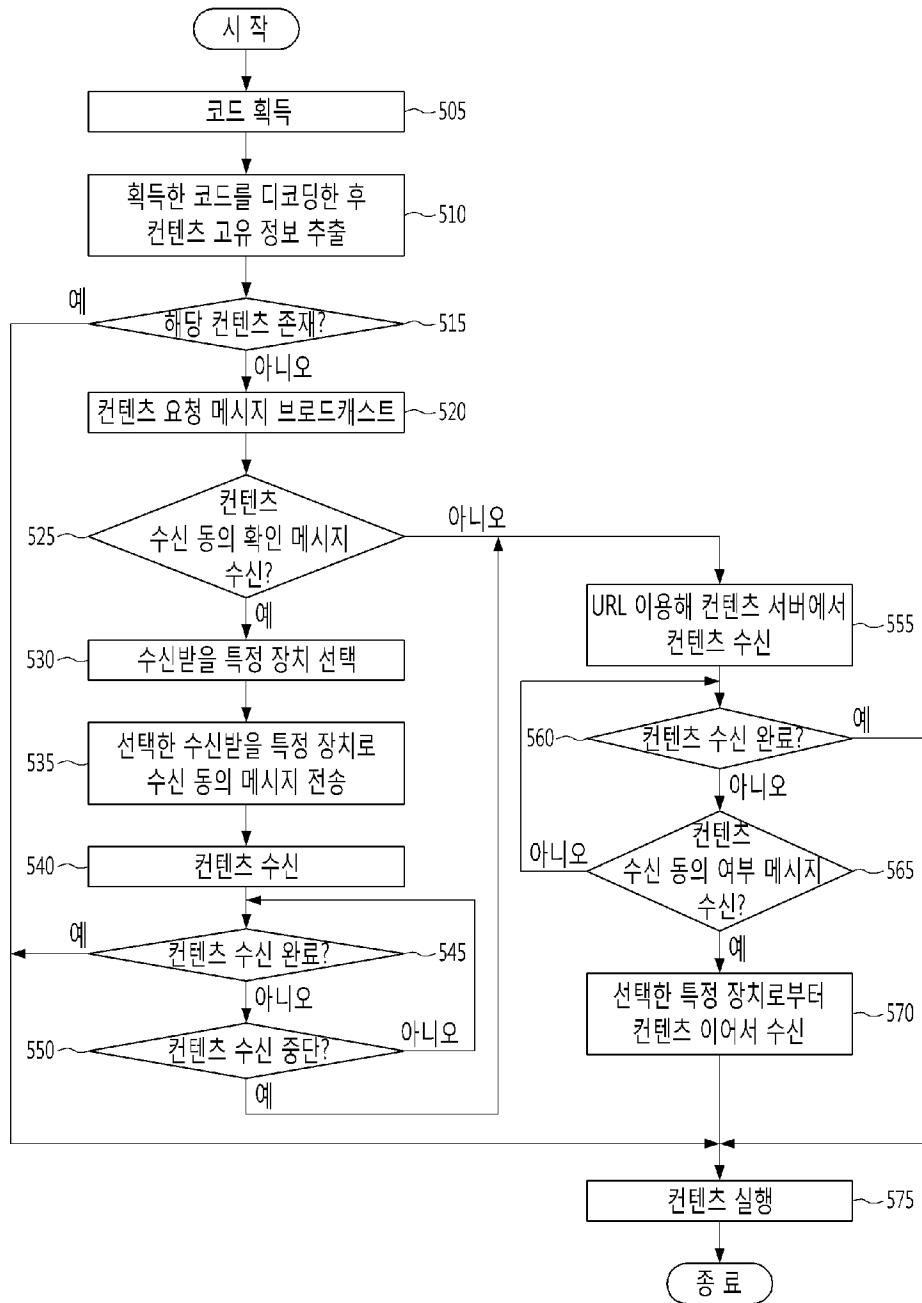 시 작
코드 획득
505
획득한 코드를 디코딩한 후
컨텐츠 고유 정보 추출
510
예
해당 컨텐츠 존재?
515
아니오
컨텐츠 요청 메시지 브로드캐스트
520
컨텐츠
수신 동의 확인 메시지
수신?
525
아니오
예
수신받을 특정 장치 선택
530
선택한 수신받을 특정 장치로
수신 동의 메시지 전송
535
컨텐츠 수신
540
예
컨텐츠 수신 완료?
545
아니오
컨텐츠 수신 중단?
550
아니오
예
URL 이용해 컨텐츠 서버에서
컨텐츠 수신
555
컨텐츠 수신 완료?
560
예
아니오
컨텐츠
수신 동의 여부 메시지
수신?
565
아니오
예
선택한 특정 장치로부터
컨텐츠 이어서 수신
570
컨텐츠 실행
575
종 료